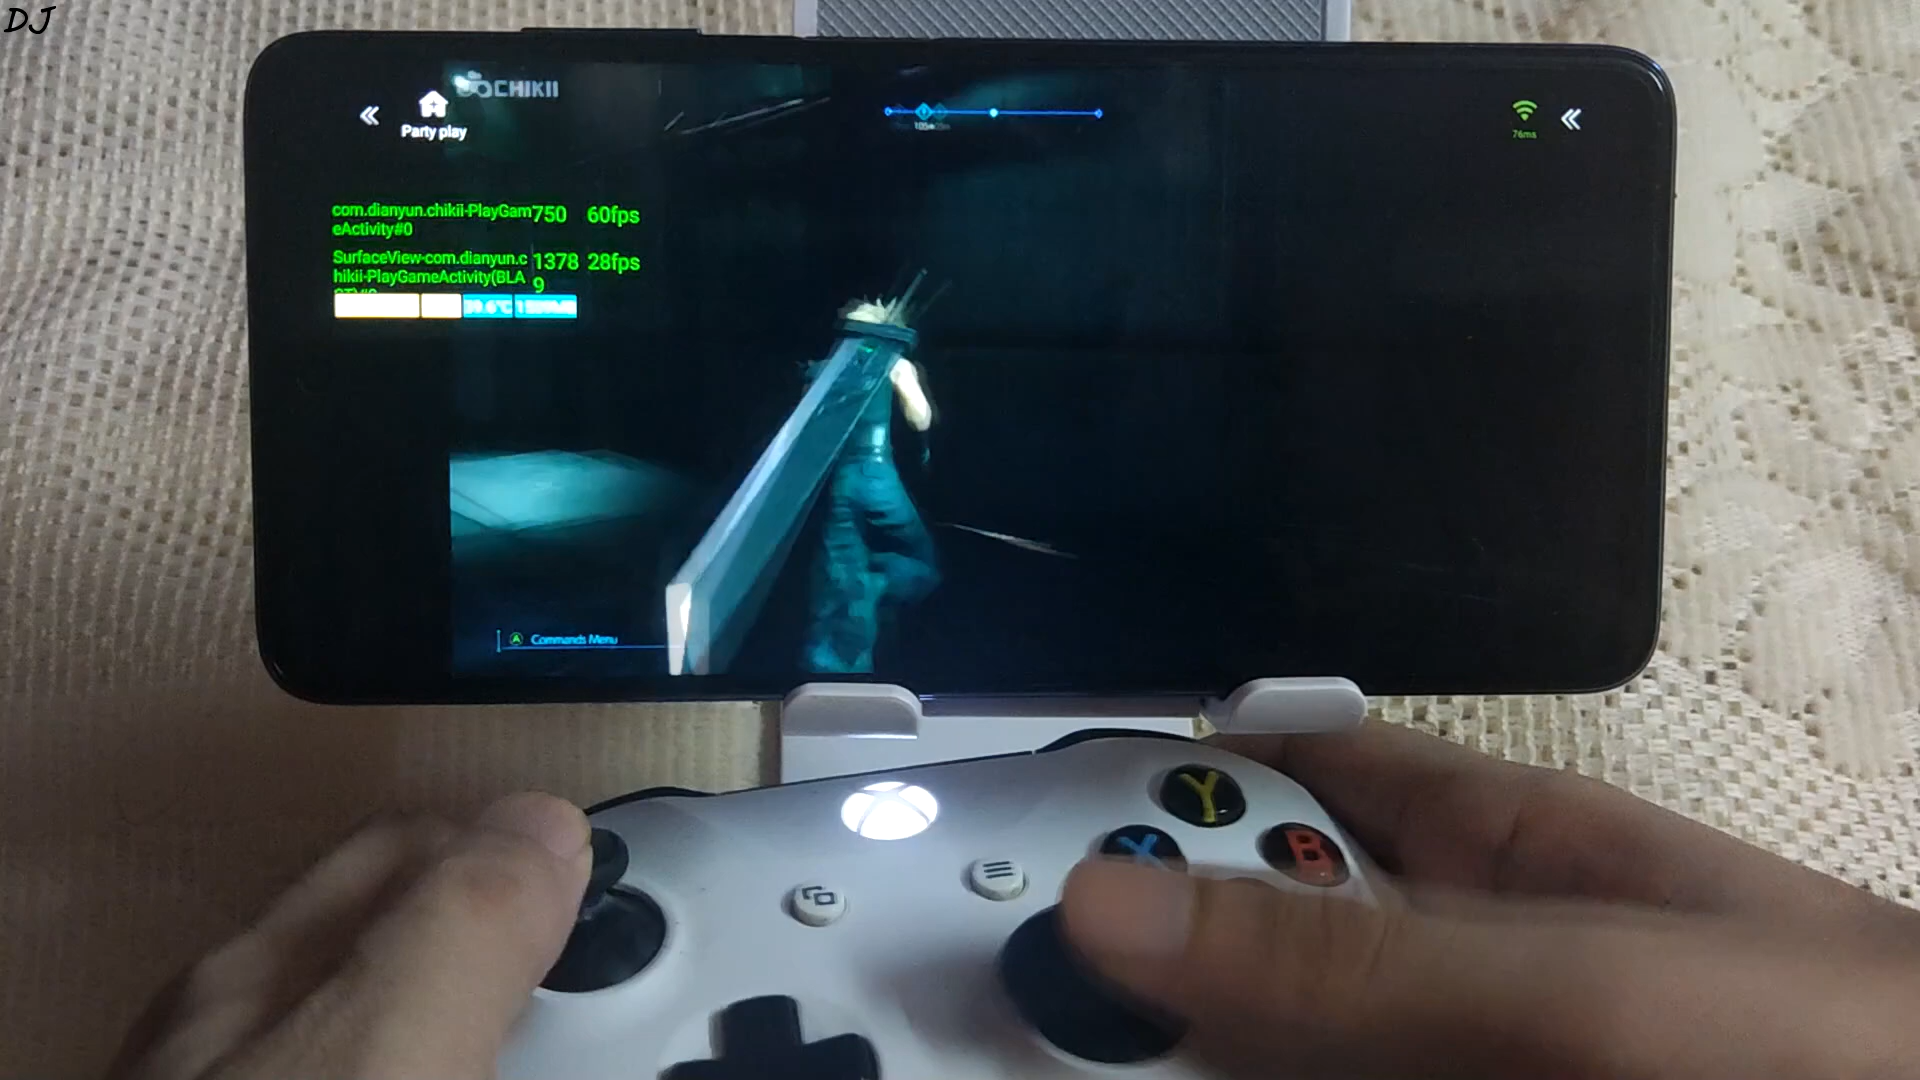 DJ
CHIKII
Party play
76ms
com.dianyun.chikii-PlayGam 750 60fps
eActivity#0
SurfaceView-com.dianyun.c 1378 28fps
hikii-PlayGameActivity(BLA 9
A Commands Menu
Y
X
B